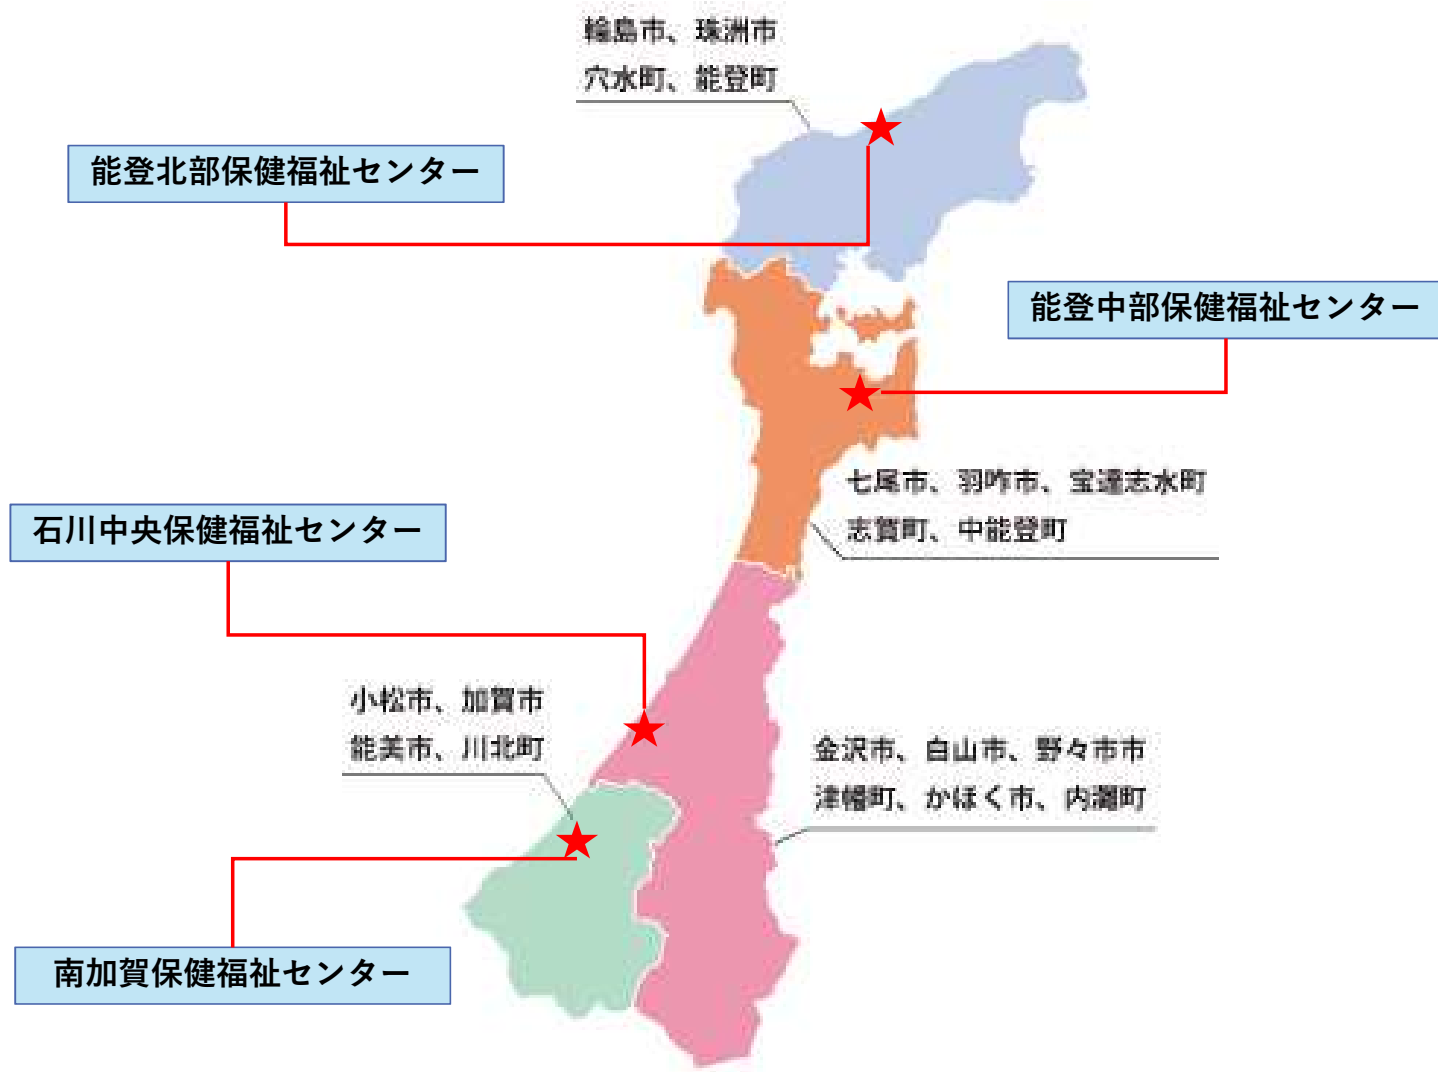 輪島市、珠洲市
穴水町、能登町
能登北部保健福祉センター
能登中部保健福祉センター
七尾市、羽咋市、宝達志水町
志賀町、中能登町
石川中央保健福祉センター
小松市、加賀市
能美市、川北町
金沢市、白山市、野々市市
津幡町、かほく市、内灘町
南加賀保健福祉センター